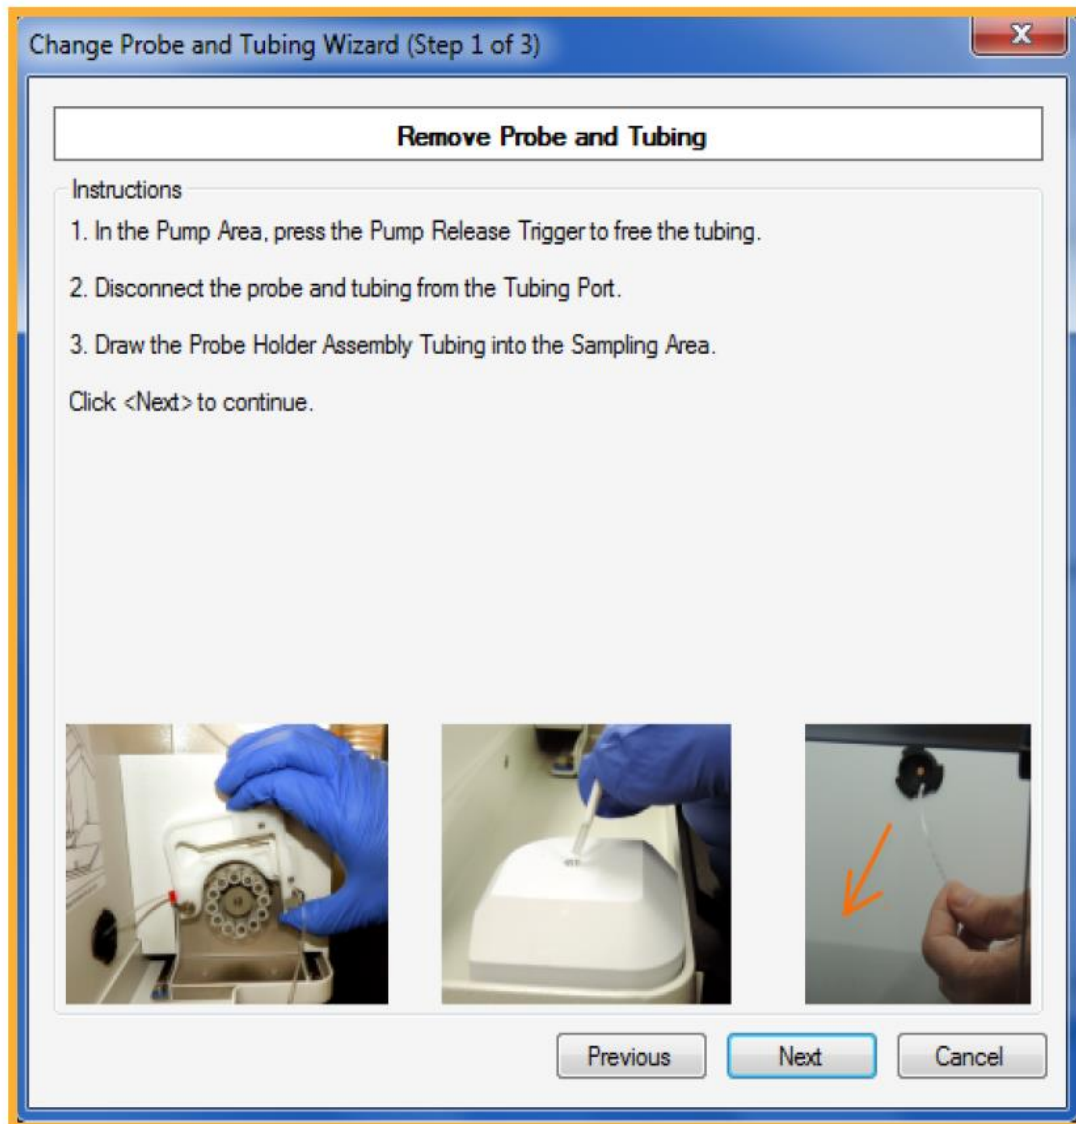 Change Probe and Tubing Wizard (Step 1 of 3)
Remove Probe and Tubing
Instructions
1. In the Pump Area, press the Pump Release Trigger to free the tubing.
2. Disconnect the probe and tubing from the Tubing Port.
3. Draw the Probe Holder Assembly Tubing into the Sampling Area.
Click <Next> to continue.
Previous
Next
Cancel